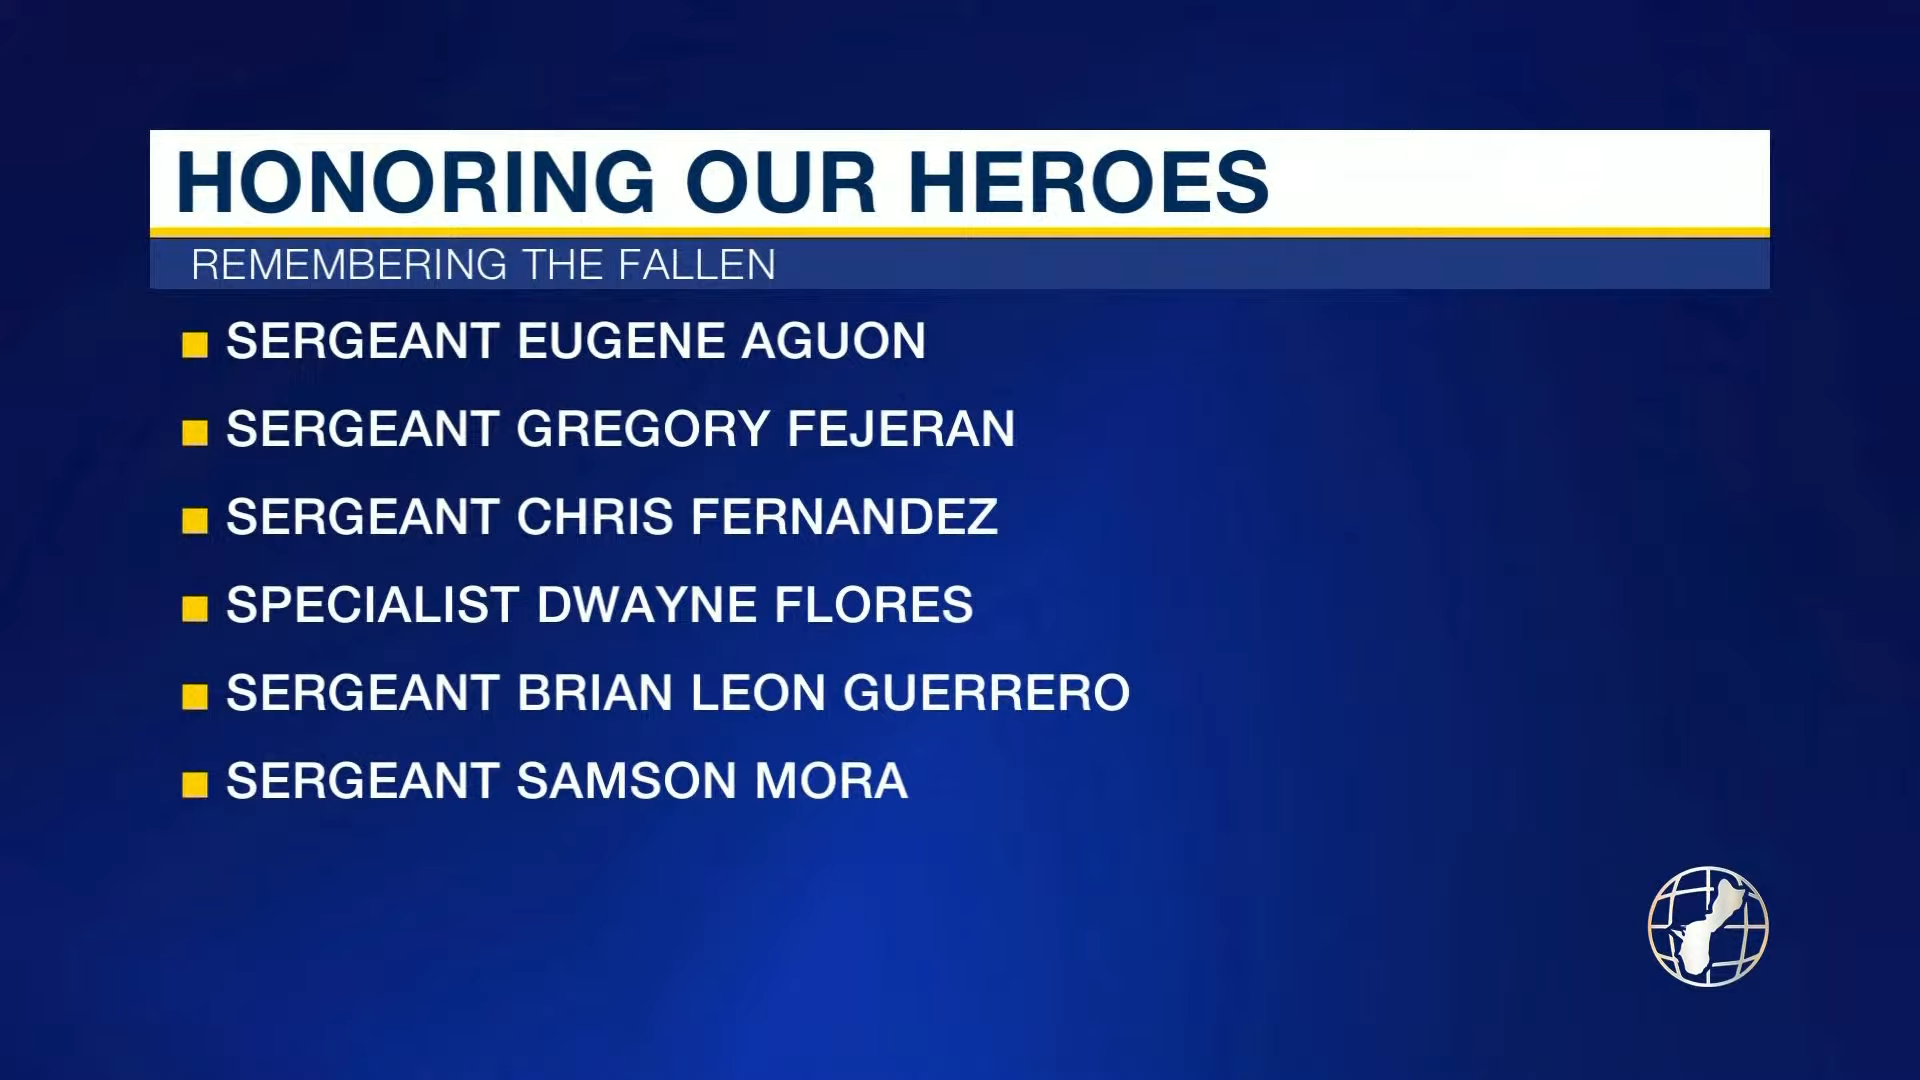 HONORING OUR HEROES
REMEMBERING THE FALLEN
SERGEANT EUGENE AGUON
SERGEANT GREGORY FEJERAN
SERGEANT CHRIS FERNANDEZ
SPECIALIST DWAYNE FLORES
SERGEANT BRIAN LEON GUERRERO
SERGEANT SAMSON MORA